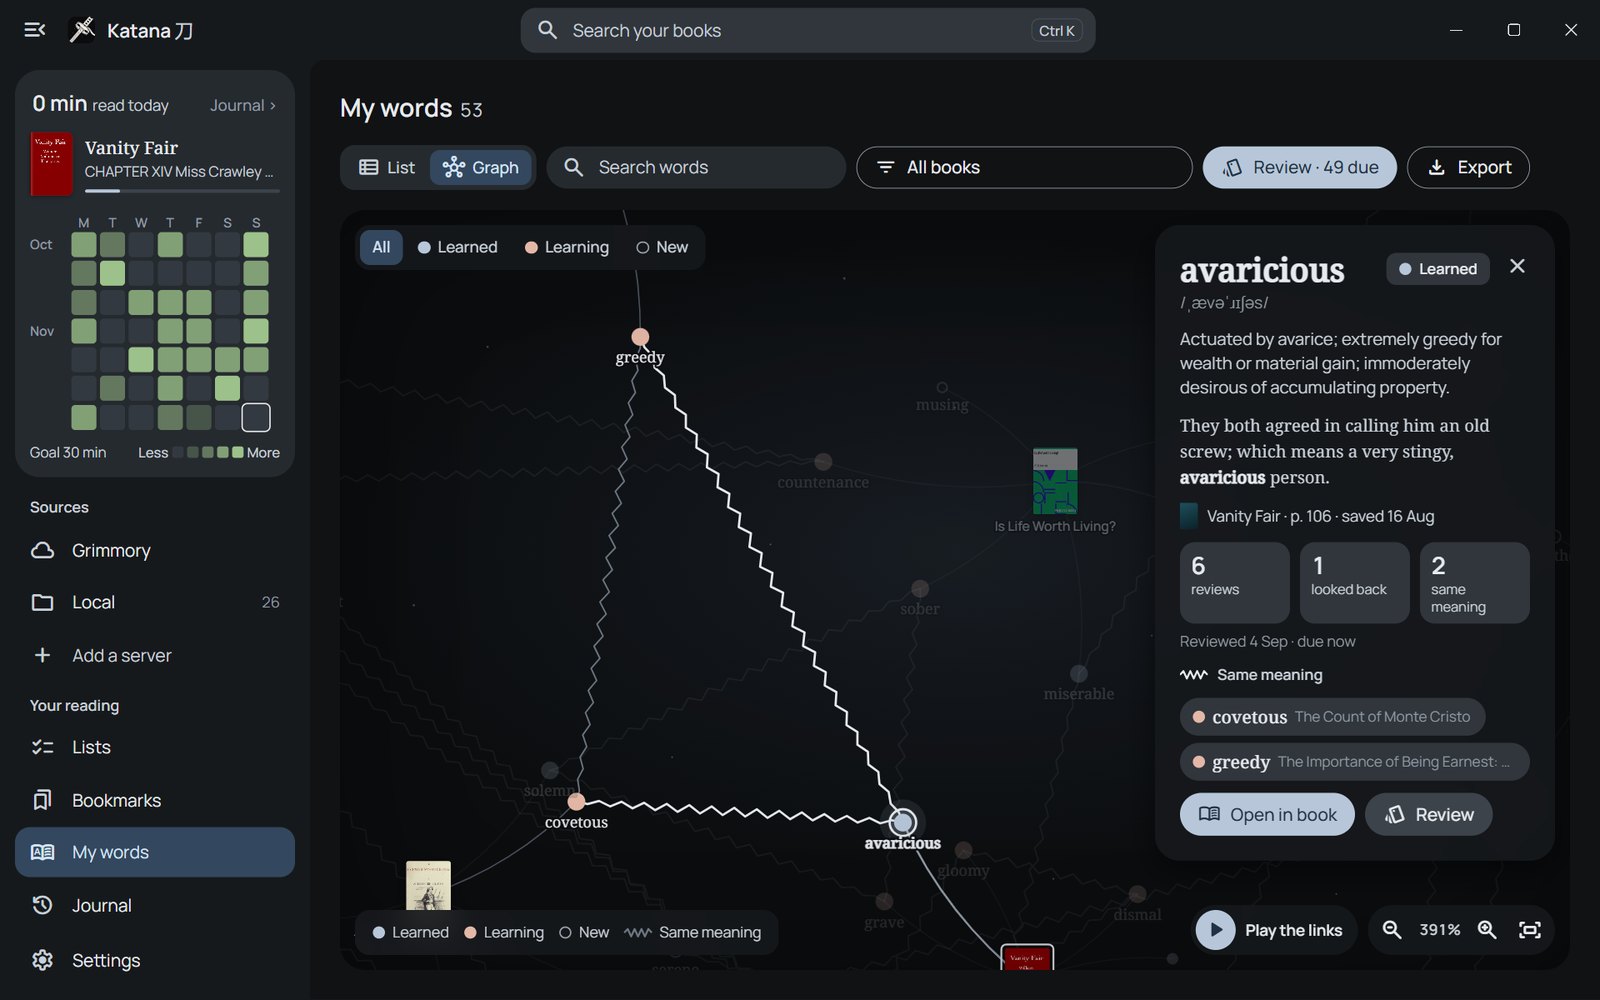 Katana 刀
Search your books
Ctrl K
0 min read today
Journal ›
Vanity Fair
Vanity Fair
CHAPTER XIV Miss Crawley ...
M T W T F S S
Oct
Nov
Goal 30 min
Less
More
Sources
Grimmory
Local
26
Add a server
Your reading
Lists
Bookmarks
My words
Journal
Settings
My words 53
List
Graph
Search words
All books
Review · 49 due
Export
All
Learned
Learning
New
greedy
musing
countenance
Is Life Worth Living?
sober
miserable
solemn
covetous
avaricious
gloomy
grave
dismal
Vanity Fair
Learned
Learning
New
Same meaning
avaricious
Learned
/ˌævəˈɹɪʃəs/
Actuated by avarice; extremely greedy for
wealth or material gain; immoderately
desirous of accumulating property.
They both agreed in calling him an old
screw; which means a very stingy,
avaricious person.
Vanity Fair · p. 106 · saved 16 Aug
6
reviews
1
looked back
2
same
meaning
Reviewed 4 Sep · due now
Same meaning
covetous The Count of Monte Cristo
greedy The Importance of Being Earnest: ...
Open in book
Review
Play the links
391%